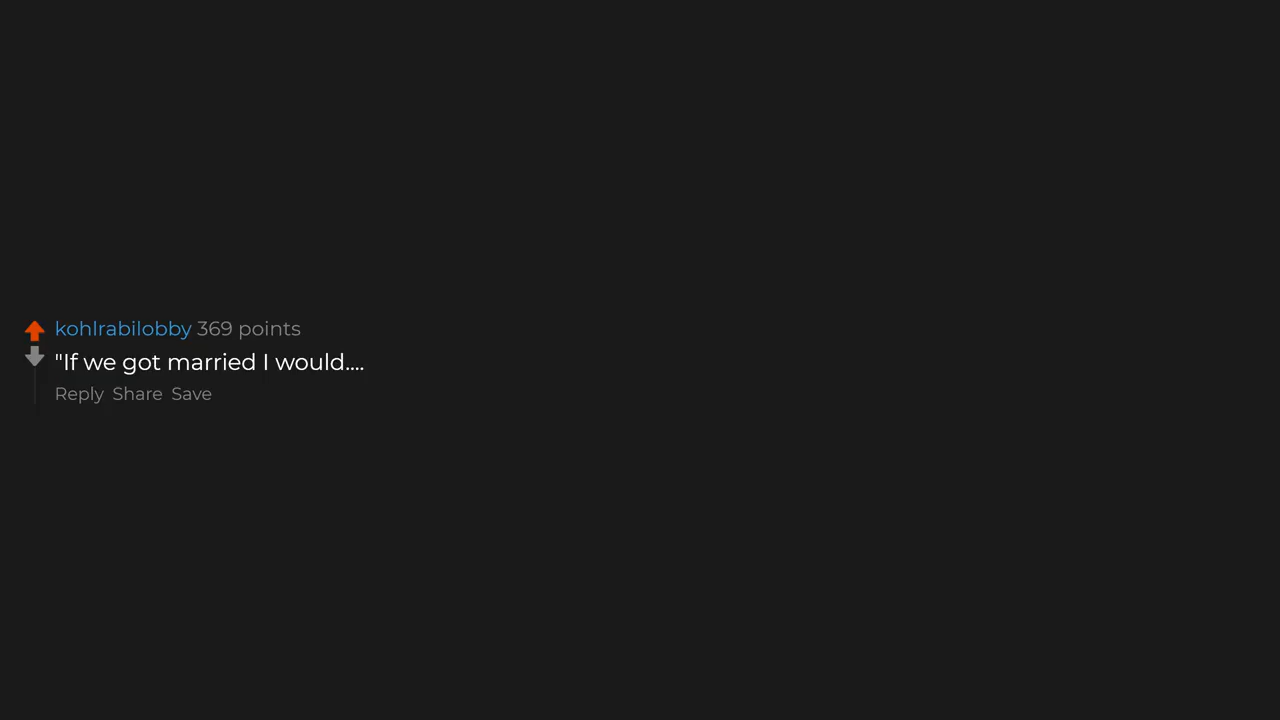 kohlrabilobby 369 points
"If we got married I would....
Reply Share Save